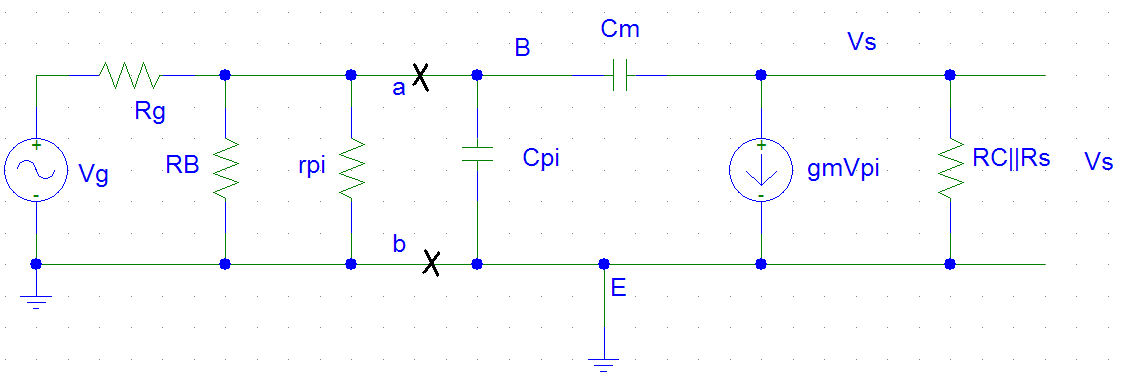 Cm
Vs
B
a
Rg
+
RB
rpi
Cpi
+
gmVpi
RC||Rs
Vs
Vg
-
-
b
E